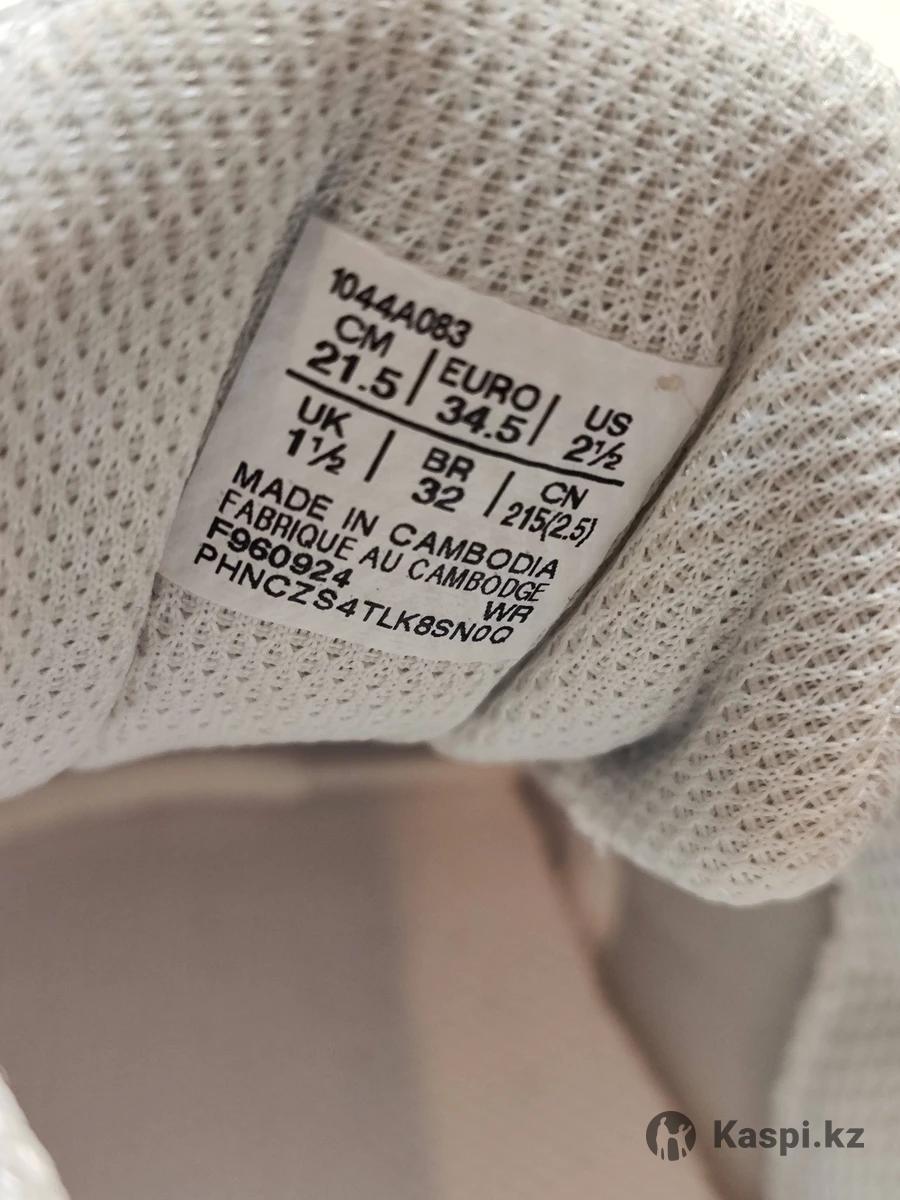 1044A083
CM | EURO | US
21.5 | 34.5 | 2½
UK | BR | CN
1½ | 32 | 215(2.5)
MADE IN CAMBODIA
FABRIQUE AU CAMBODGE
F960924 WR
PHNCZS4TLK8SN0Q
Kaspi.kz